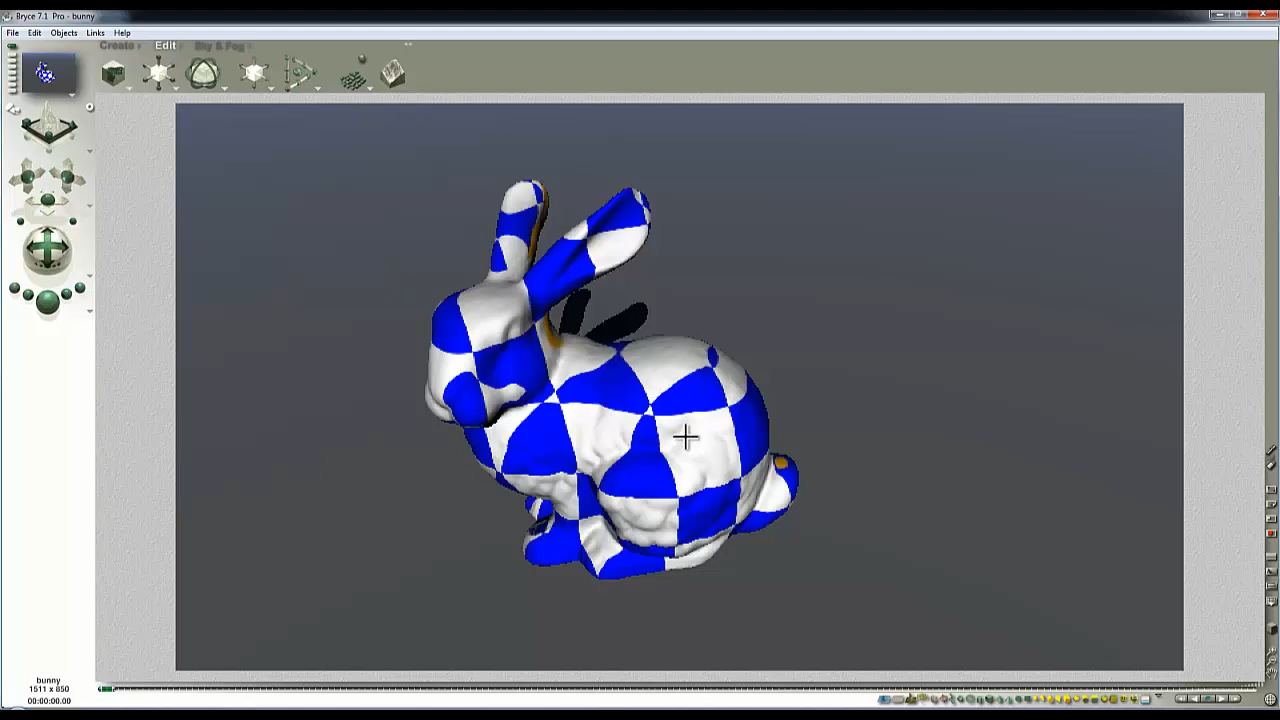 Bryce 7.1 Pro - bunny
File Edit Objects Links Help
Create Edit Sky & Fog
bunny
1511 x 850
00:00:00.00